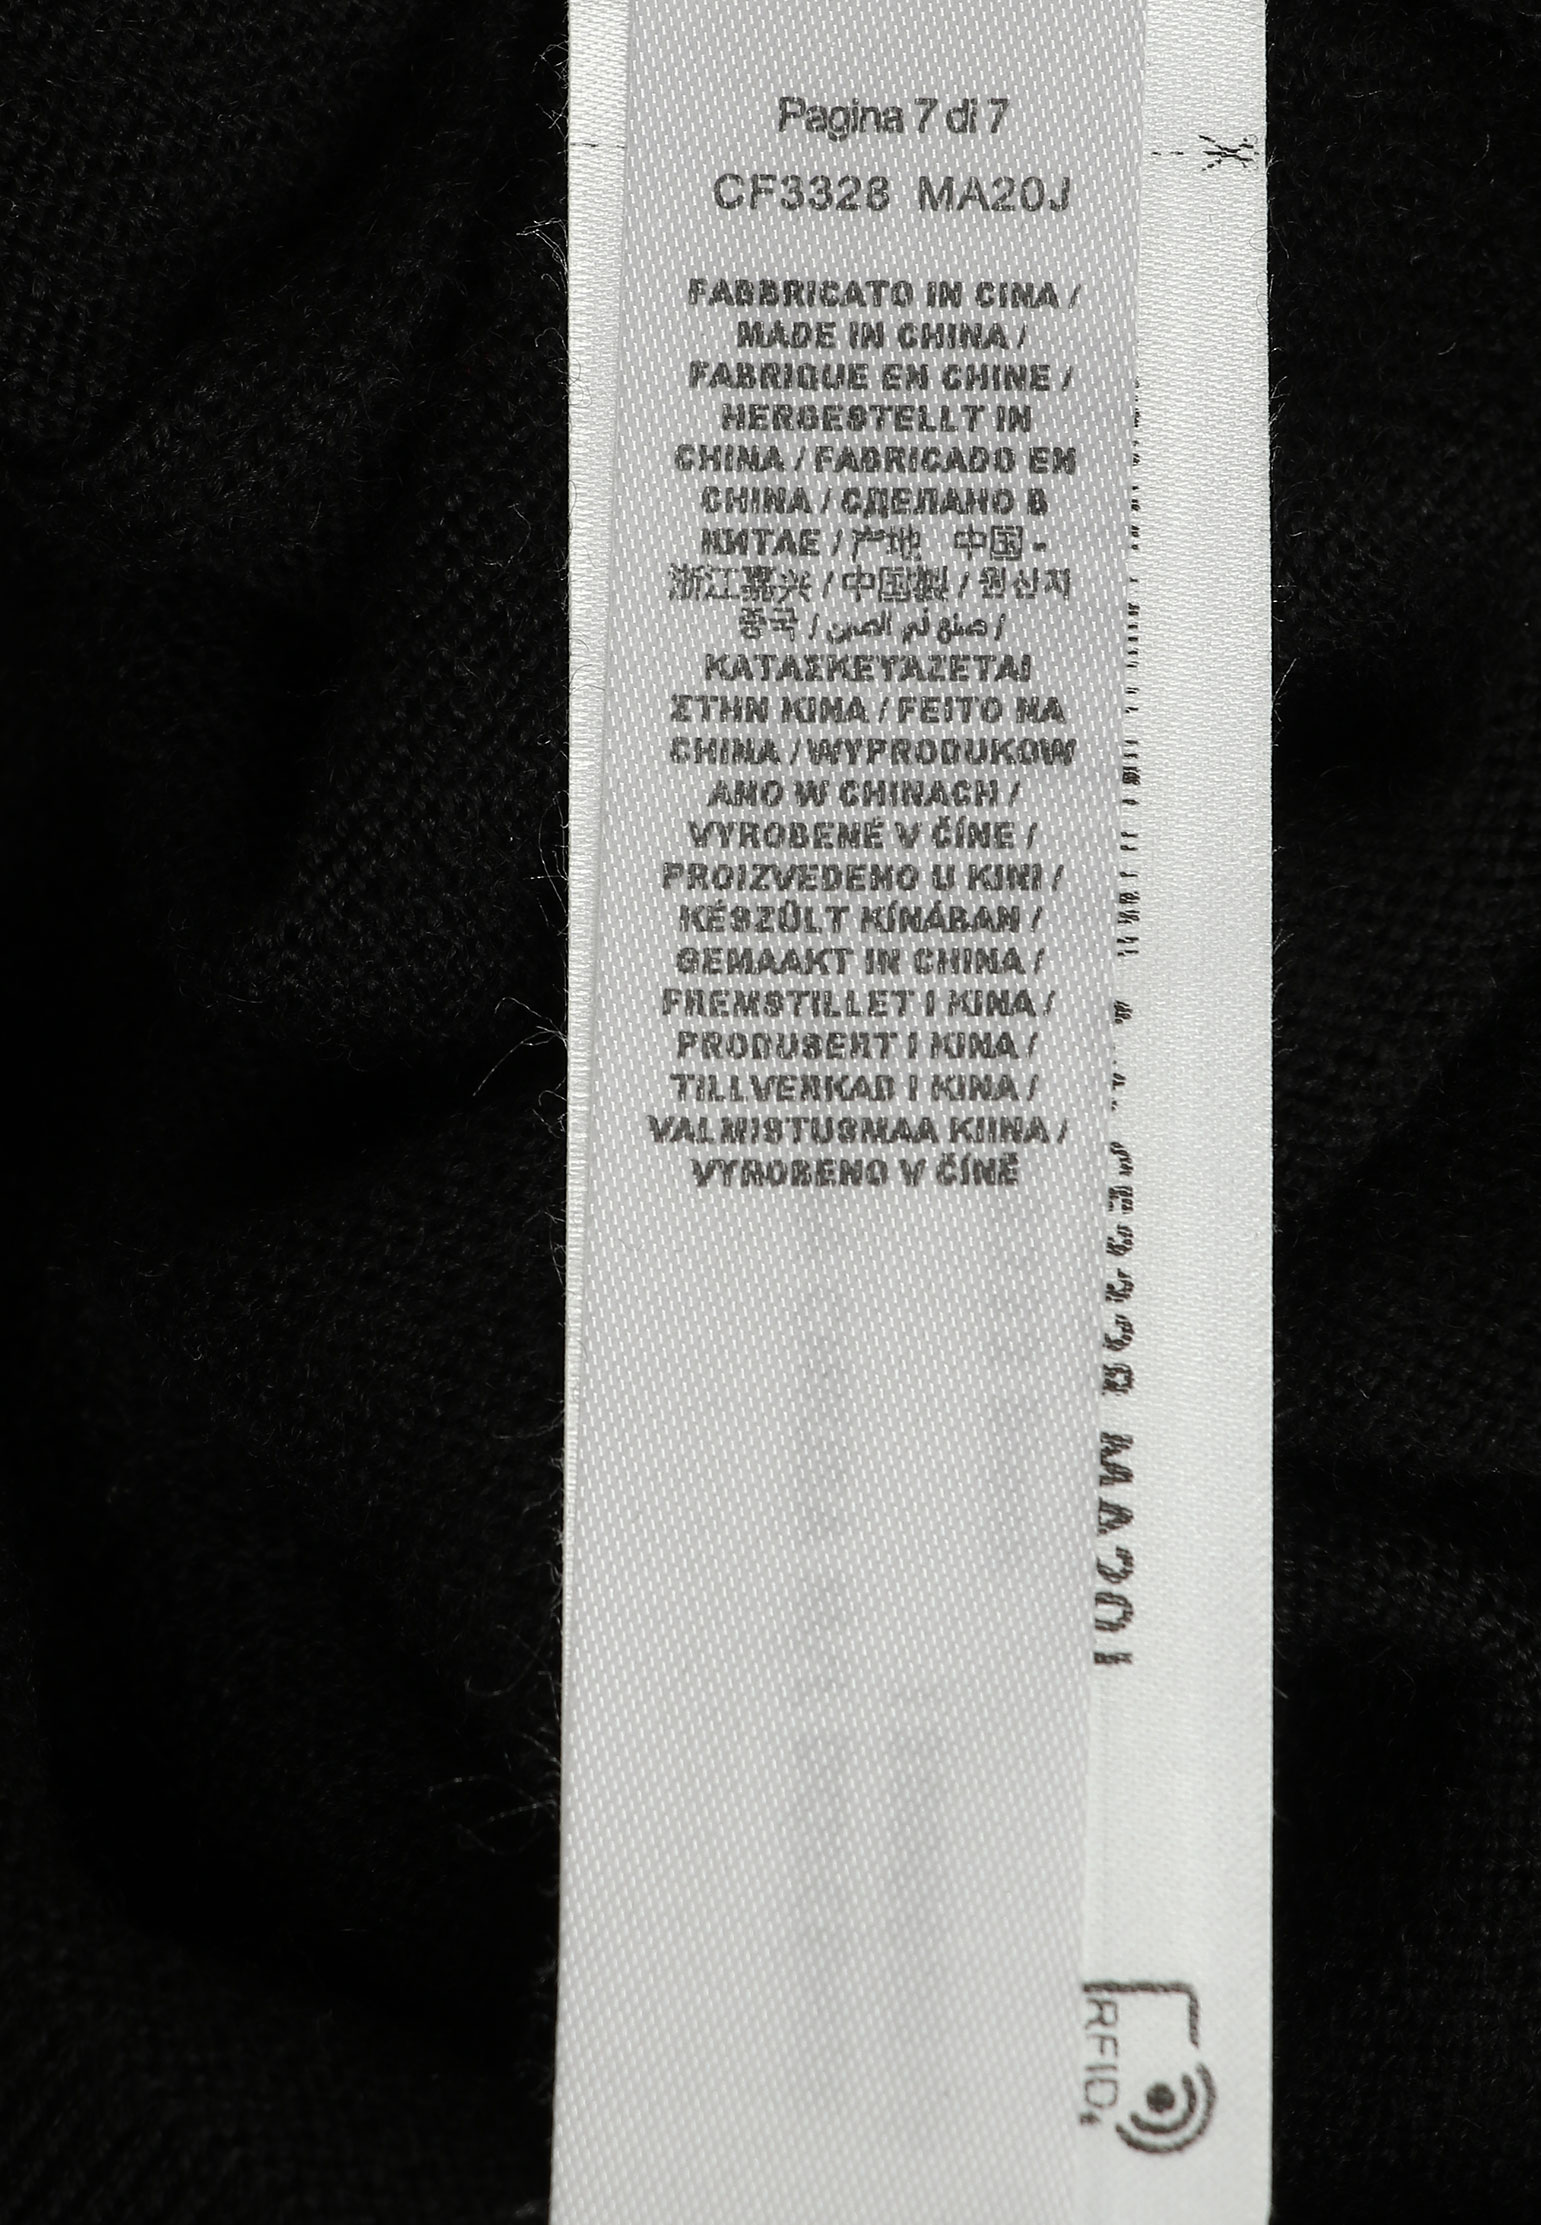 Pagina 7 di 7
CF3328 MA20J
FABBRICATO IN CINA /
MADE IN CHINA /
FABRIQUE EN CHINE /
HERGESTELLT IN
CHINA / FABRICADO EN
CHINA / СДЕЛАНО В
КИТАЕ / 产地 中国 -
浙江嘉兴 / 中国製 / 원산지
중국 / صنع في الصين /
ΚΑΤΑΣΚΕΥΑΖΕΤΑΙ
ΣΤΗΝ ΚΙΝΑ / FEITO NA
CHINA / WYPRODUKOW
ANO W CHINACH /
VYROBENÉ V ČÍNE /
PROIZVEDENO U KINI /
KÉSZÜLT KÍNÁBAN /
GEMAAKT IN CHINA /
FREMSTILLET I KINA /
PRODUSERT I KINA /
TILLVERKAD I KINA /
VALMISTUSMAA KIINA /
VYROBENO V ČÍNĚ
RFID